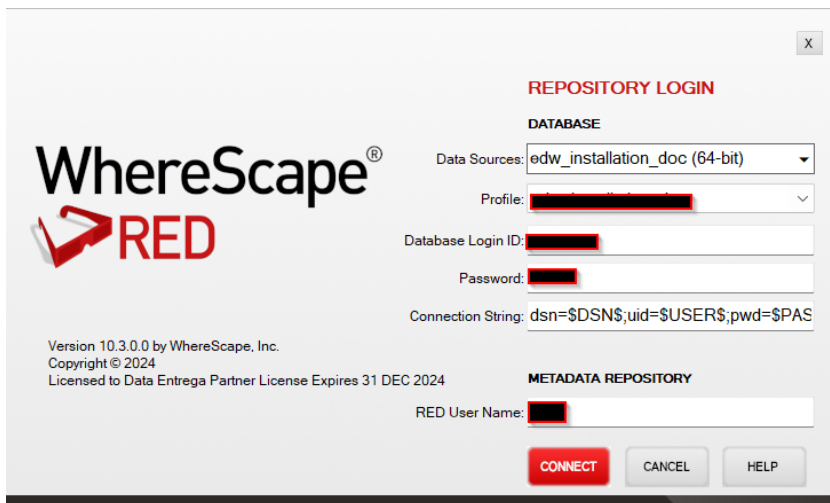 X
REPOSITORY LOGIN
DATABASE
WhereScape®
RED
Data Sources: edw_installation_doc (64-bit)
Profile:
Database Login ID:
Password:
Connection String: dsn=$DSN$;uid=$USER$;pwd=$PAS
Version 10.3.0.0 by WhereScape, Inc.
Copyright © 2024
Licensed to Data Entrega Partner License Expires 31 DEC 2024
METADATA REPOSITORY
RED User Name:
CONNECT
CANCEL
HELP